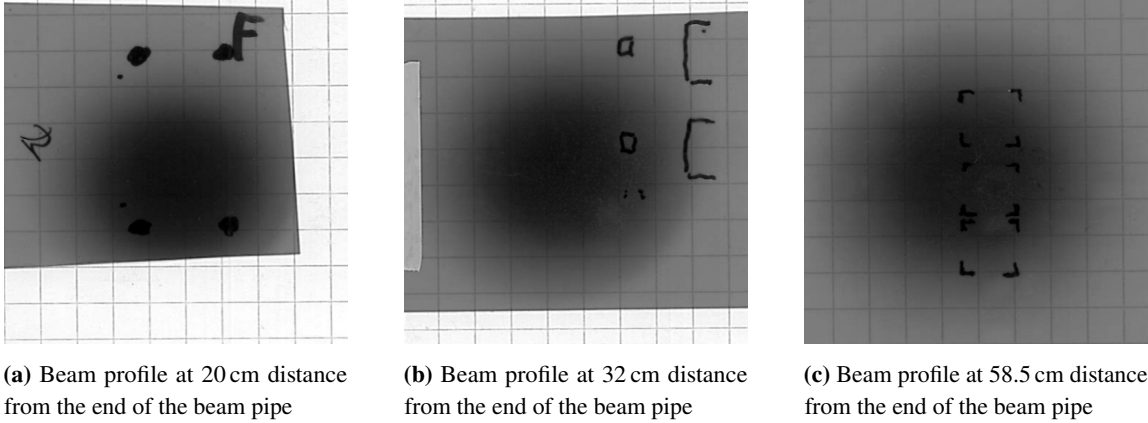 F
(a) Beam profile at 20 cm distance
from the end of the beam pipe
(b) Beam profile at 32 cm distance
from the end of the beam pipe
(c) Beam profile at 58.5 cm distance
from the end of the beam pipe